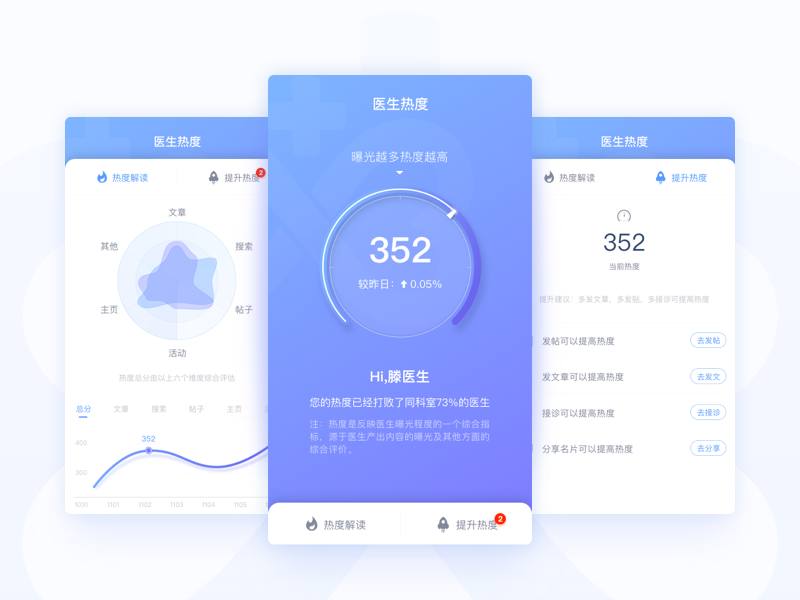 医生热度
热度解读
提升热度
2
文章
其他
搜索
主页
帖子
活动
热度总分由以上六个维度综合评估
总分
文章
搜索
帖子
主页
400
352
300
1030
1101
1102
1103
1104
1105
医生热度
曝光越多热度越高
352
较昨日： 0.05%
Hi,滕医生
您的热度已经打败了同科室73%的医生
注：热度是反映医生曝光程度的一个综合指
标，源于医生产出内容的曝光及其他方面的
综合评价。
热度解读
提升热度
2
医生热度
热度解读
提升热度
352
当前热度
提升建议：多发文章、多发帖、多接诊可提高热度
发帖可以提高热度
去发帖
发文章可以提高热度
去发文
接诊可以提高热度
去接诊
分享名片可以提高热度
去分享